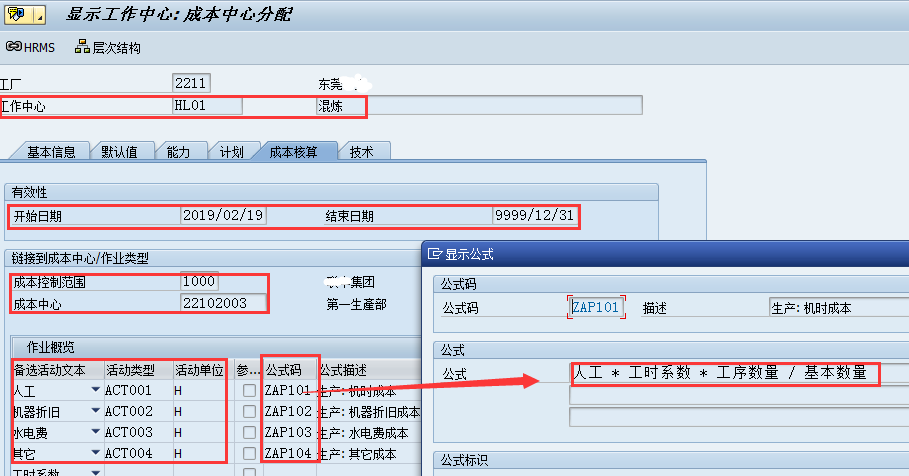 显示工作中心: 成本中心分配
HRMS 层次结构
工厂 2211 东莞
工作中心 HL01 混炼
基本信息 默认值 能力 计划 成本核算 技术
有效性
开始日期 2019/02/19 结束日期 9999/12/31
链接到成本中心/作业类型
成本控制范围 1000 集团
成本中心 22102003 第一生產部
作业概览
备选活动文本 活动类型 活动单位 参... 公式码 公式描述
人工 ACT001 H ZAP101 生产: 机时成本
机器折旧 ACT002 H ZAP102 生产: 机器折旧成本
水电费 ACT003 H ZAP103 生产: 水电费成本
其它 ACT004 H ZAP104 生产: 其它成本
工时系数
显示公式
公式码
公式码 ZAP101 描述 生产: 机时成本
公式
公式 人工 * 工时系数 * 工序数量 / 基本数量
公式标识